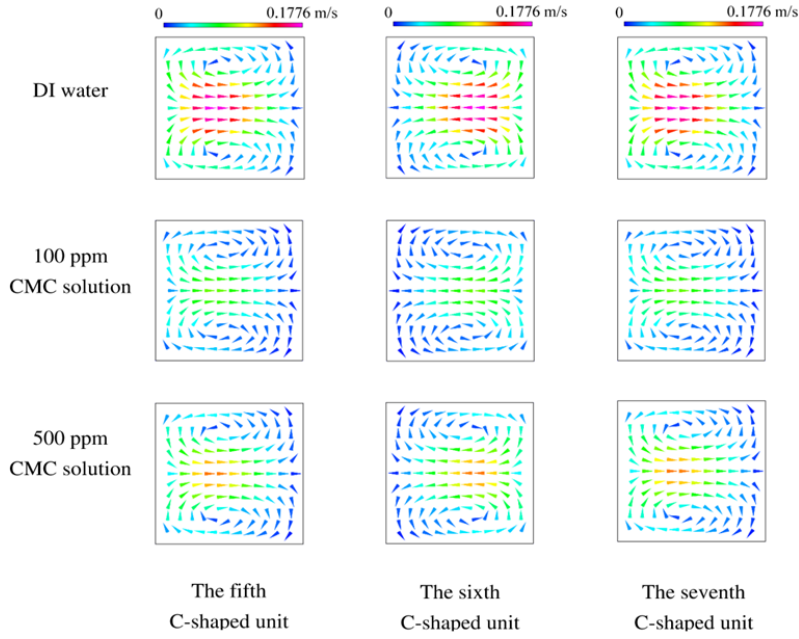 0 0.1776 m/s 0 0.1776 m/s 0 0.1776 m/s
DI water
100 ppm
CMC solution
500 ppm
CMC solution
The fifth The sixth The seventh
C-shaped unit C-shaped unit C-shaped unit